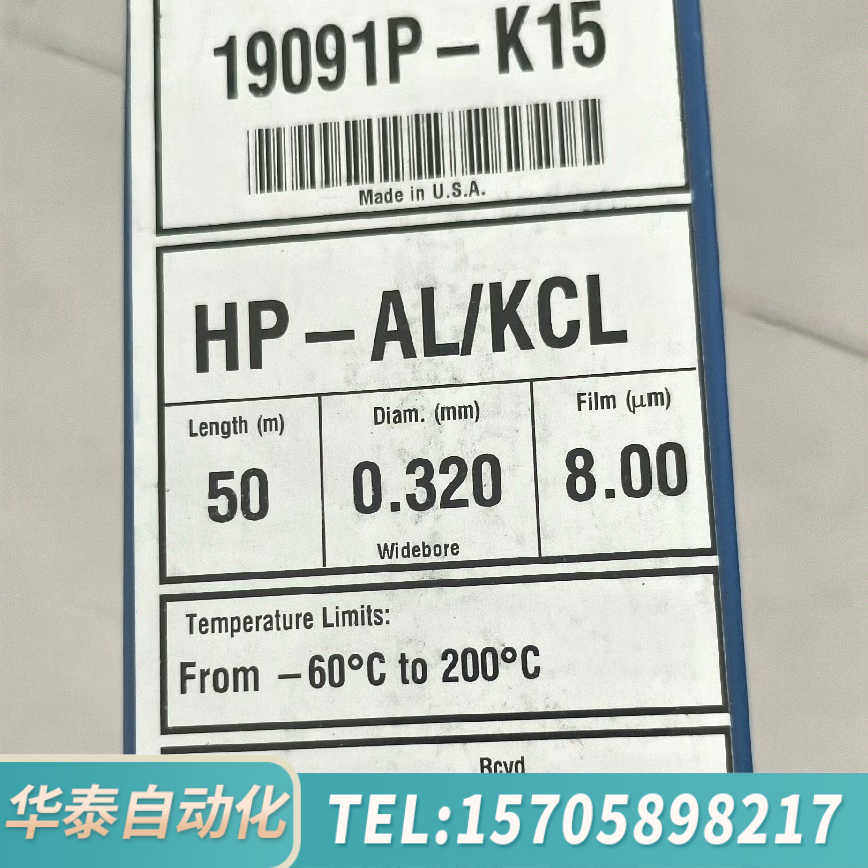 19091P – K15
Made in U.S.A.
HP – AL/KCL
Length (m)
Diam. (mm)
Film (μm)
50
0.320
8.00
Widebore
Temperature Limits:
From –60°C to 200°C
Rcvd
华泰自动化
TEL:15705898217